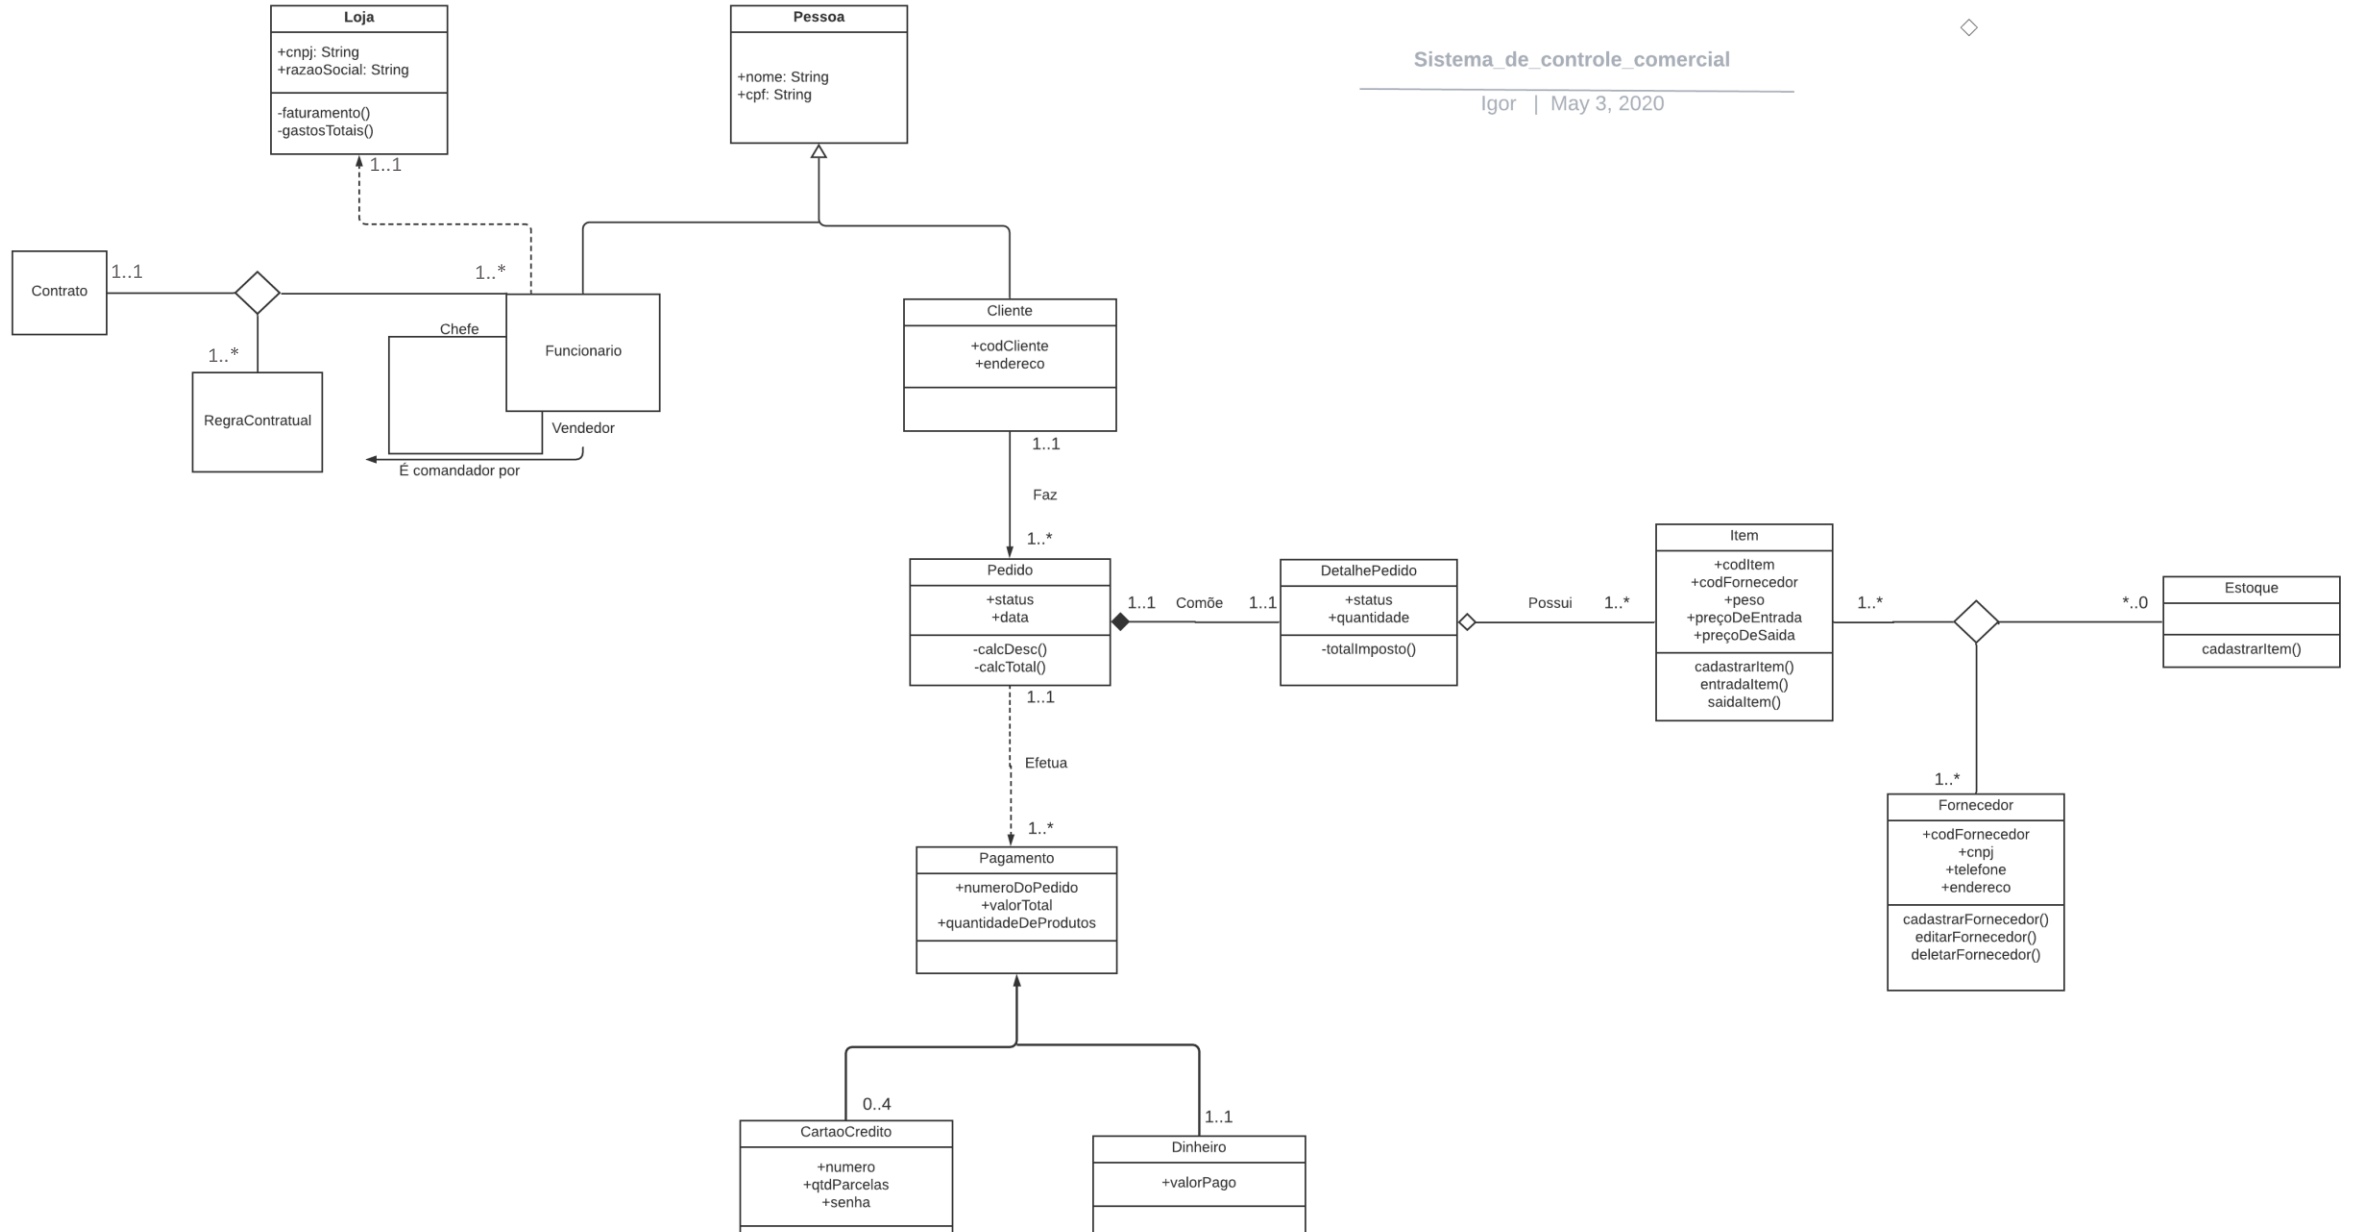 Loja
+cnpj: String
+razaoSocial: String
-faturamento()
-gastosTotais()
1..1
Pessoa
+nome: String
+cpf: String
Sistema_de_controle_comercial
Igor | May 3, 2020
Contrato
1..1
1..*
1..*
RegraContratual
Chefe
Funcionario
Vendedor
É comandador por
Cliente
+codCliente
+endereco
1..1
Faz
1..*
Pedido
+status
+data
-calcDesc()
-calcTotal()
1..1
Comõe
1..1
DetalhePedido
+status
+quantidade
-totalImposto()
Possui
1..*
Item
+codItem
+codFornecedor
+peso
+preçoDeEntrada
+preçoDeSaida
cadastrarItem()
entradaItem()
saidaItem()
1..*
*..0
Estoque
cadastrarItem()
1..*
Fornecedor
+codFornecedor
+cnpj
+telefone
+endereco
cadastrarFornecedor()
editarFornecedor()
deletarFornecedor()
1..1
Efetua
1..*
Pagamento
+numeroDoPedido
+valorTotal
+quantidadeDeProdutos
0..4
CartaoCredito
+numero
+qtdParcelas
+senha
1..1
Dinheiro
+valorPago